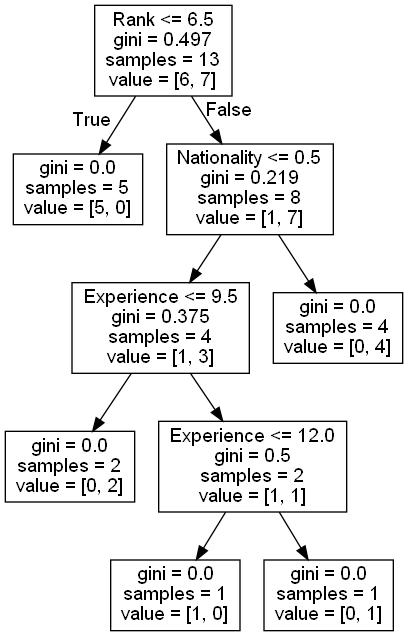 Rank <= 6.5
gini = 0.497
samples = 13
value = [6, 7]
True
False
gini = 0.0
samples = 5
value = [5, 0]
Nationality <= 0.5
gini = 0.219
samples = 8
value = [1, 7]
Experience <= 9.5
gini = 0.375
samples = 4
value = [1, 3]
gini = 0.0
samples = 4
value = [0, 4]
gini = 0.0
samples = 2
value = [0, 2]
Experience <= 12.0
gini = 0.5
samples = 2
value = [1, 1]
gini = 0.0
samples = 1
value = [1, 0]
gini = 0.0
samples = 1
value = [0, 1]